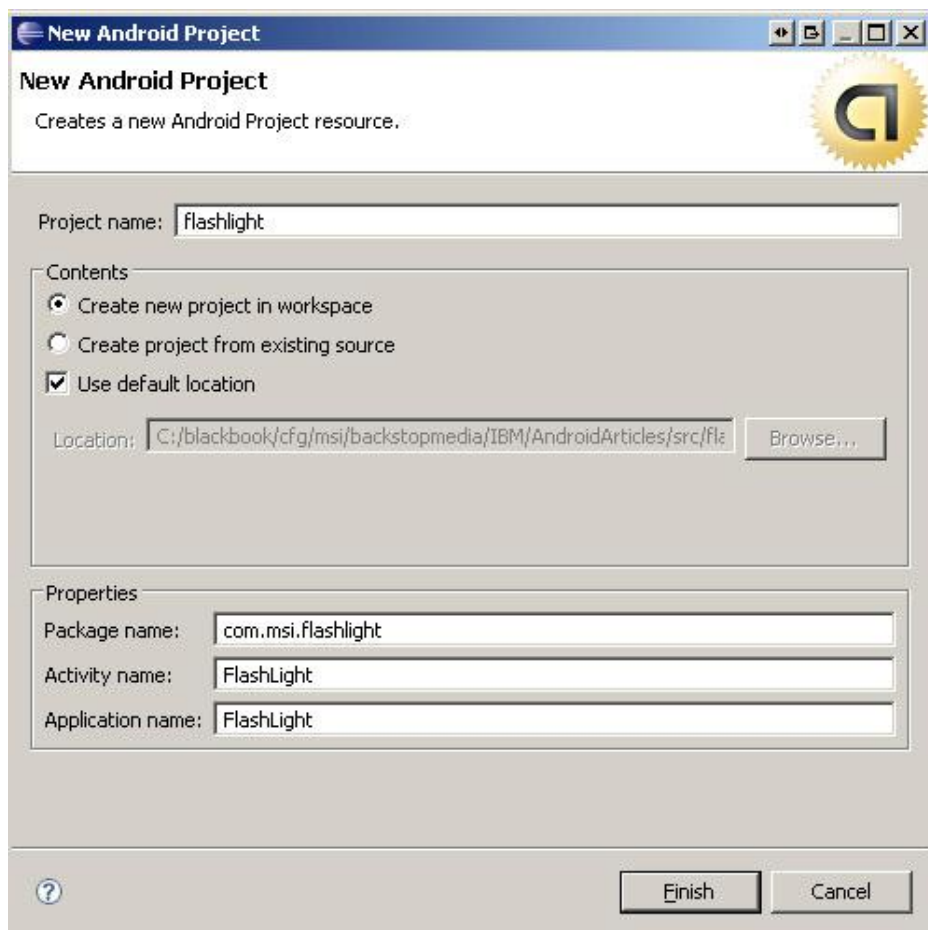 New Android Project
New Android Project
Creates a new Android Project resource.
Project name: flashlight
Contents
Create new project in workspace
Create project from existing source
Use default location
Location: C:/blackbook/cfg/msi/backstopmedia/IBM/AndroidArticles/src/fla Browse...
Properties
Package name: com.msi.flashlight
Activity name: FlashLight
Application name: FlashLight
? Finish Cancel